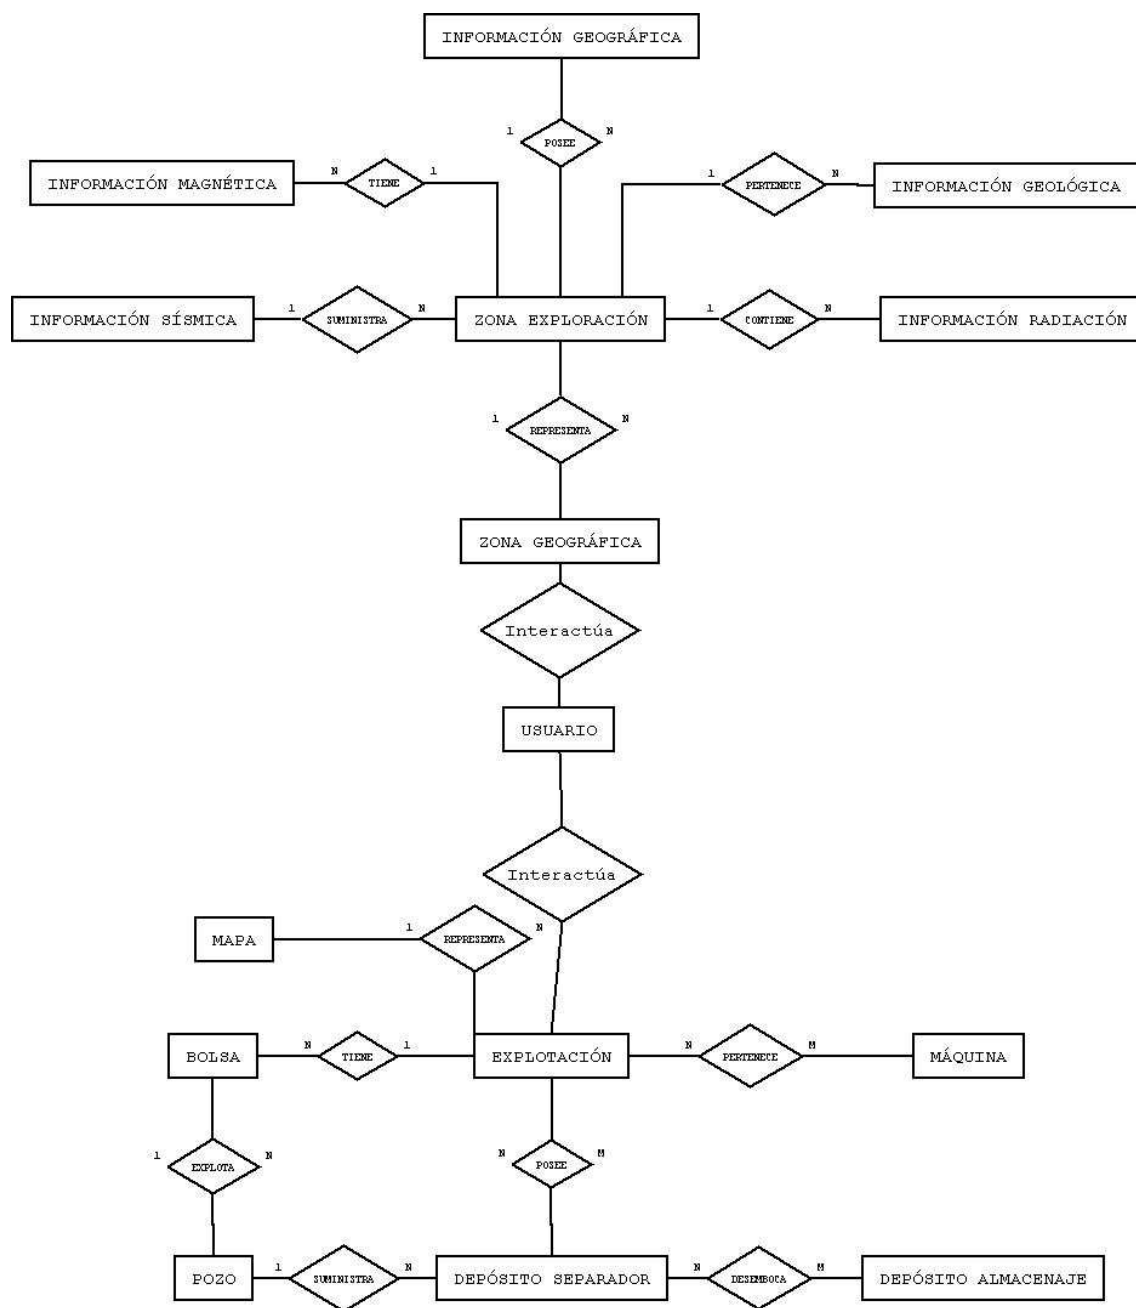 INFORMACIÓN GEOGRÁFICA
1 POSEE N
INFORMACIÓN MAGNÉTICA N TIENE 1
1 PERTENECE N INFORMACIÓN GEOLÓGICA
INFORMACIÓN SÍSMICA 1 SUMINISTRA N ZONA EXPLORACIÓN 1 CONTIENE N INFORMACIÓN RADIACIÓN
1 REPRESENTA N
ZONA GEOGRÁFICA
Interactúa
USUARIO
Interactúa
MAPA 1 REPRESENTA N
BOLSA N TIENE 1 EXPLOTACIÓN N PERTENECE M MÁQUINA
1 EXPLOTA N
N POSEE M
POZO 1 SUMINISTRA N DEPÓSITO SEPARADOR N DESEMBOCA M DEPÓSITO ALMACENAJE